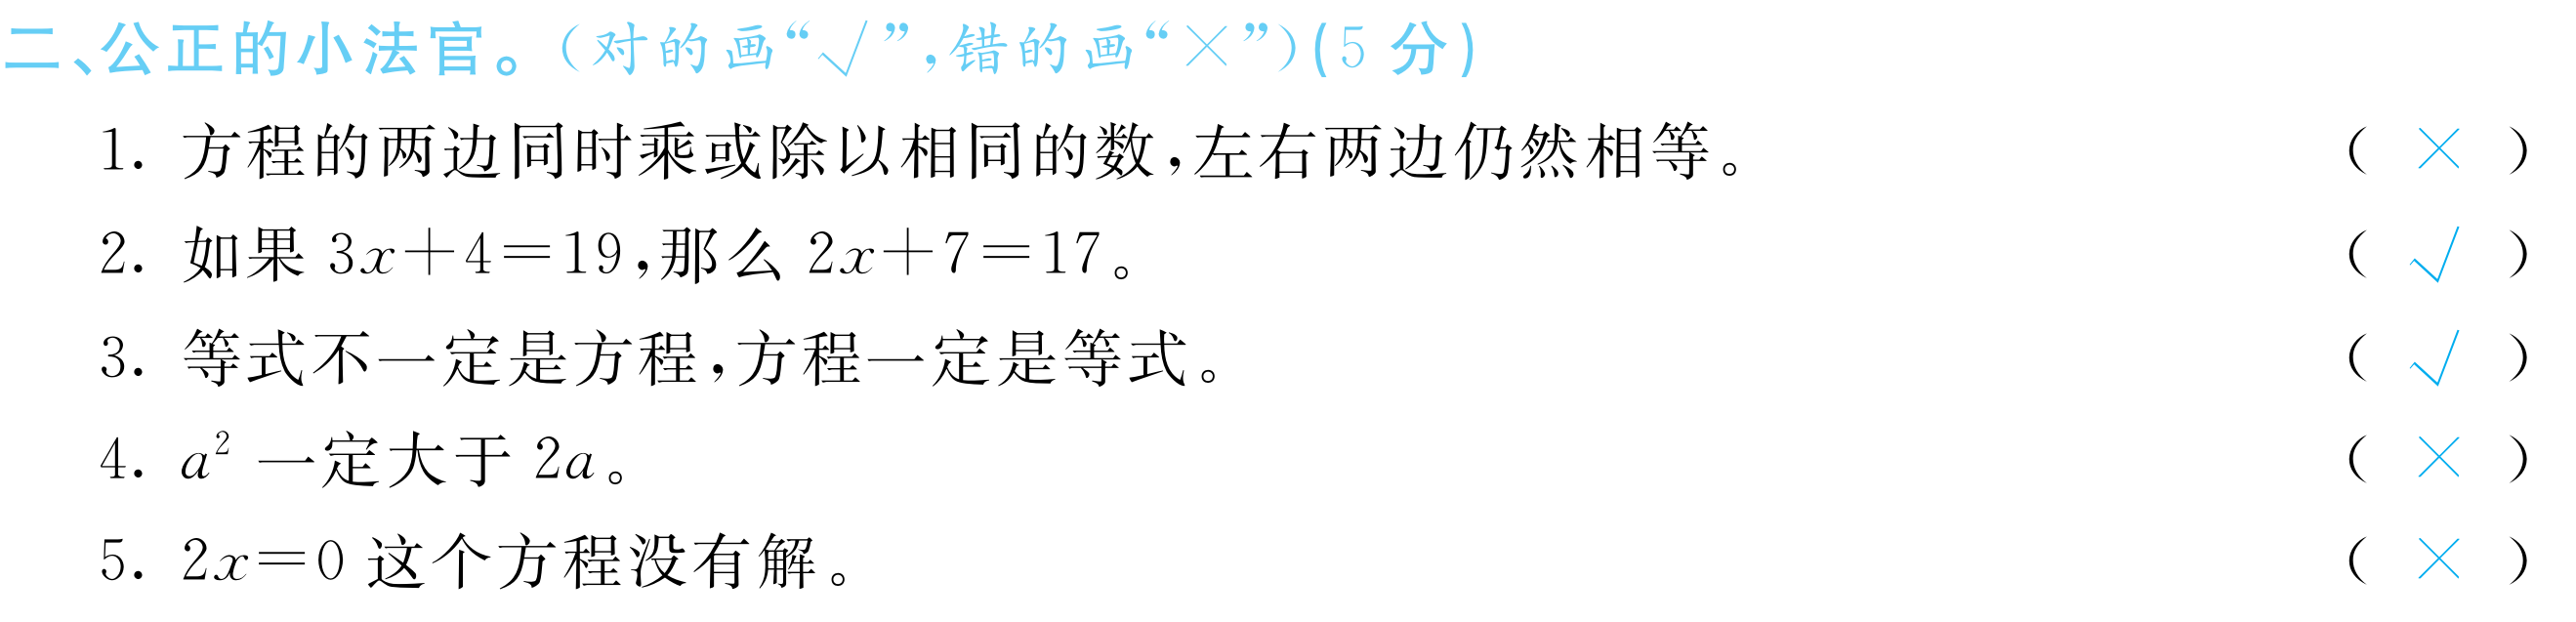 二、公正的小法官。(对的画“√”,错的画“×”)(5 分)
1. 方程的两边同时乘或除以相同的数,左右两边仍然相等。 ( × )
2. 如果 3x+4=19,那么 2x+7=17。 ( √ )
3. 等式不一定是方程,方程一定是等式。 ( √ )
4. a² 一定大于 2a。 ( × )
5. 2x=0 这个方程没有解。 ( × )